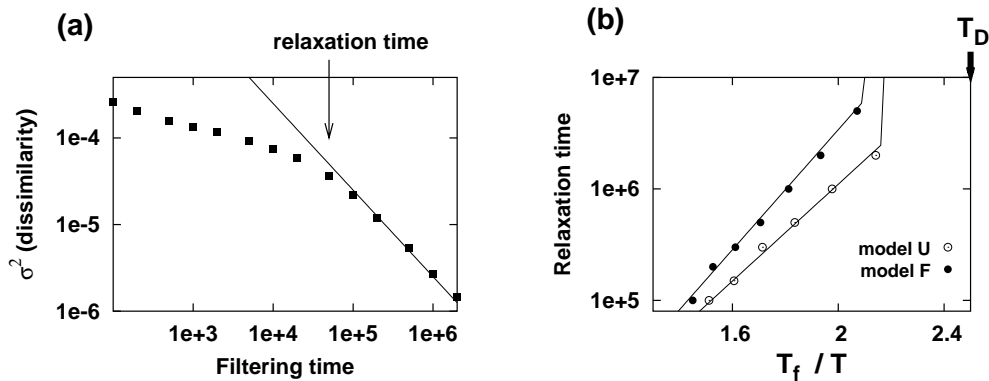 (a)
relaxation time
σ² (dissimilarity)
1e-4
1e-5
1e-6
1e+3
1e+4
1e+5
1e+6
Filtering time
(b)
T_D
Relaxation time
1e+7
1e+6
1e+5
model U
model F
1.6
2
2.4
T_f / T